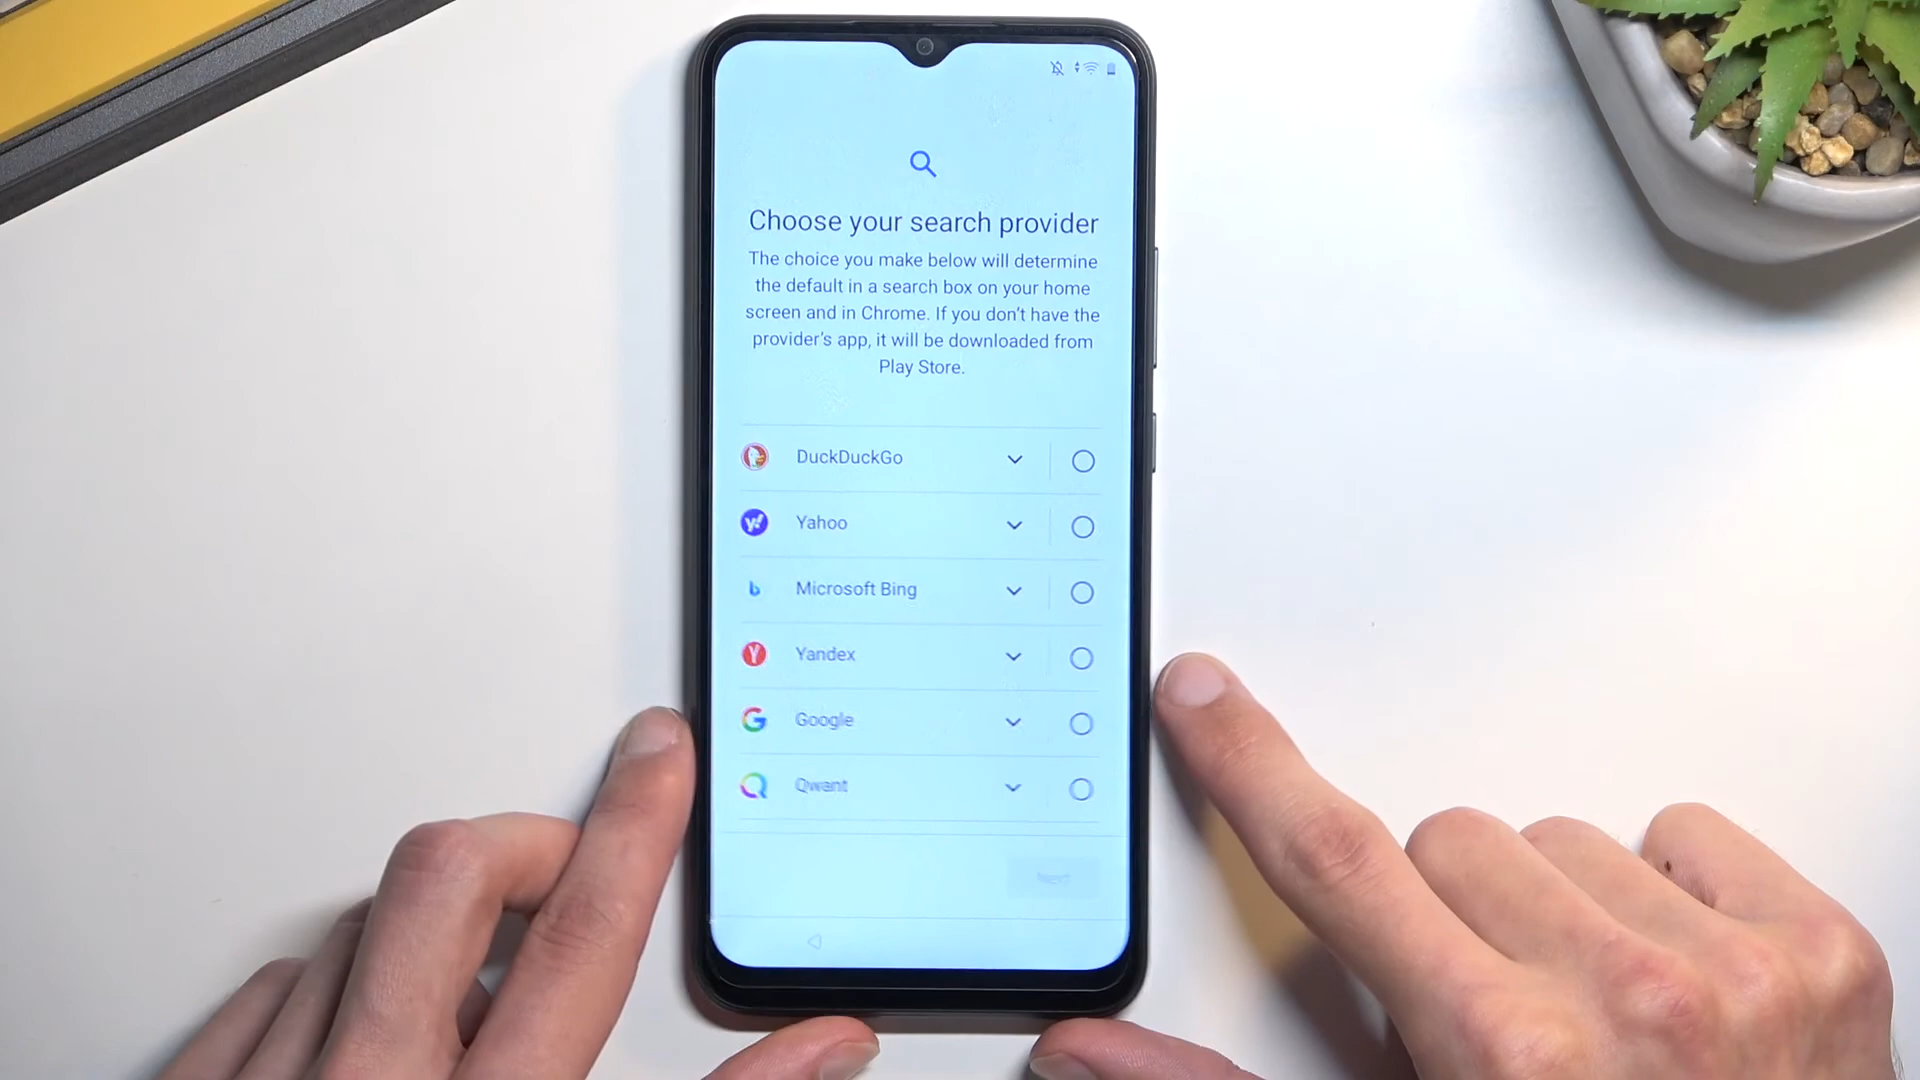 Choose your search provider
The choice you make below will determine
the default in a search box on your home
screen and in Chrome. If you don't have the
provider's app, it will be downloaded from
Play Store.
DuckDuckGo
Yahoo
Microsoft Bing
Yandex
Google
Qwant
Next